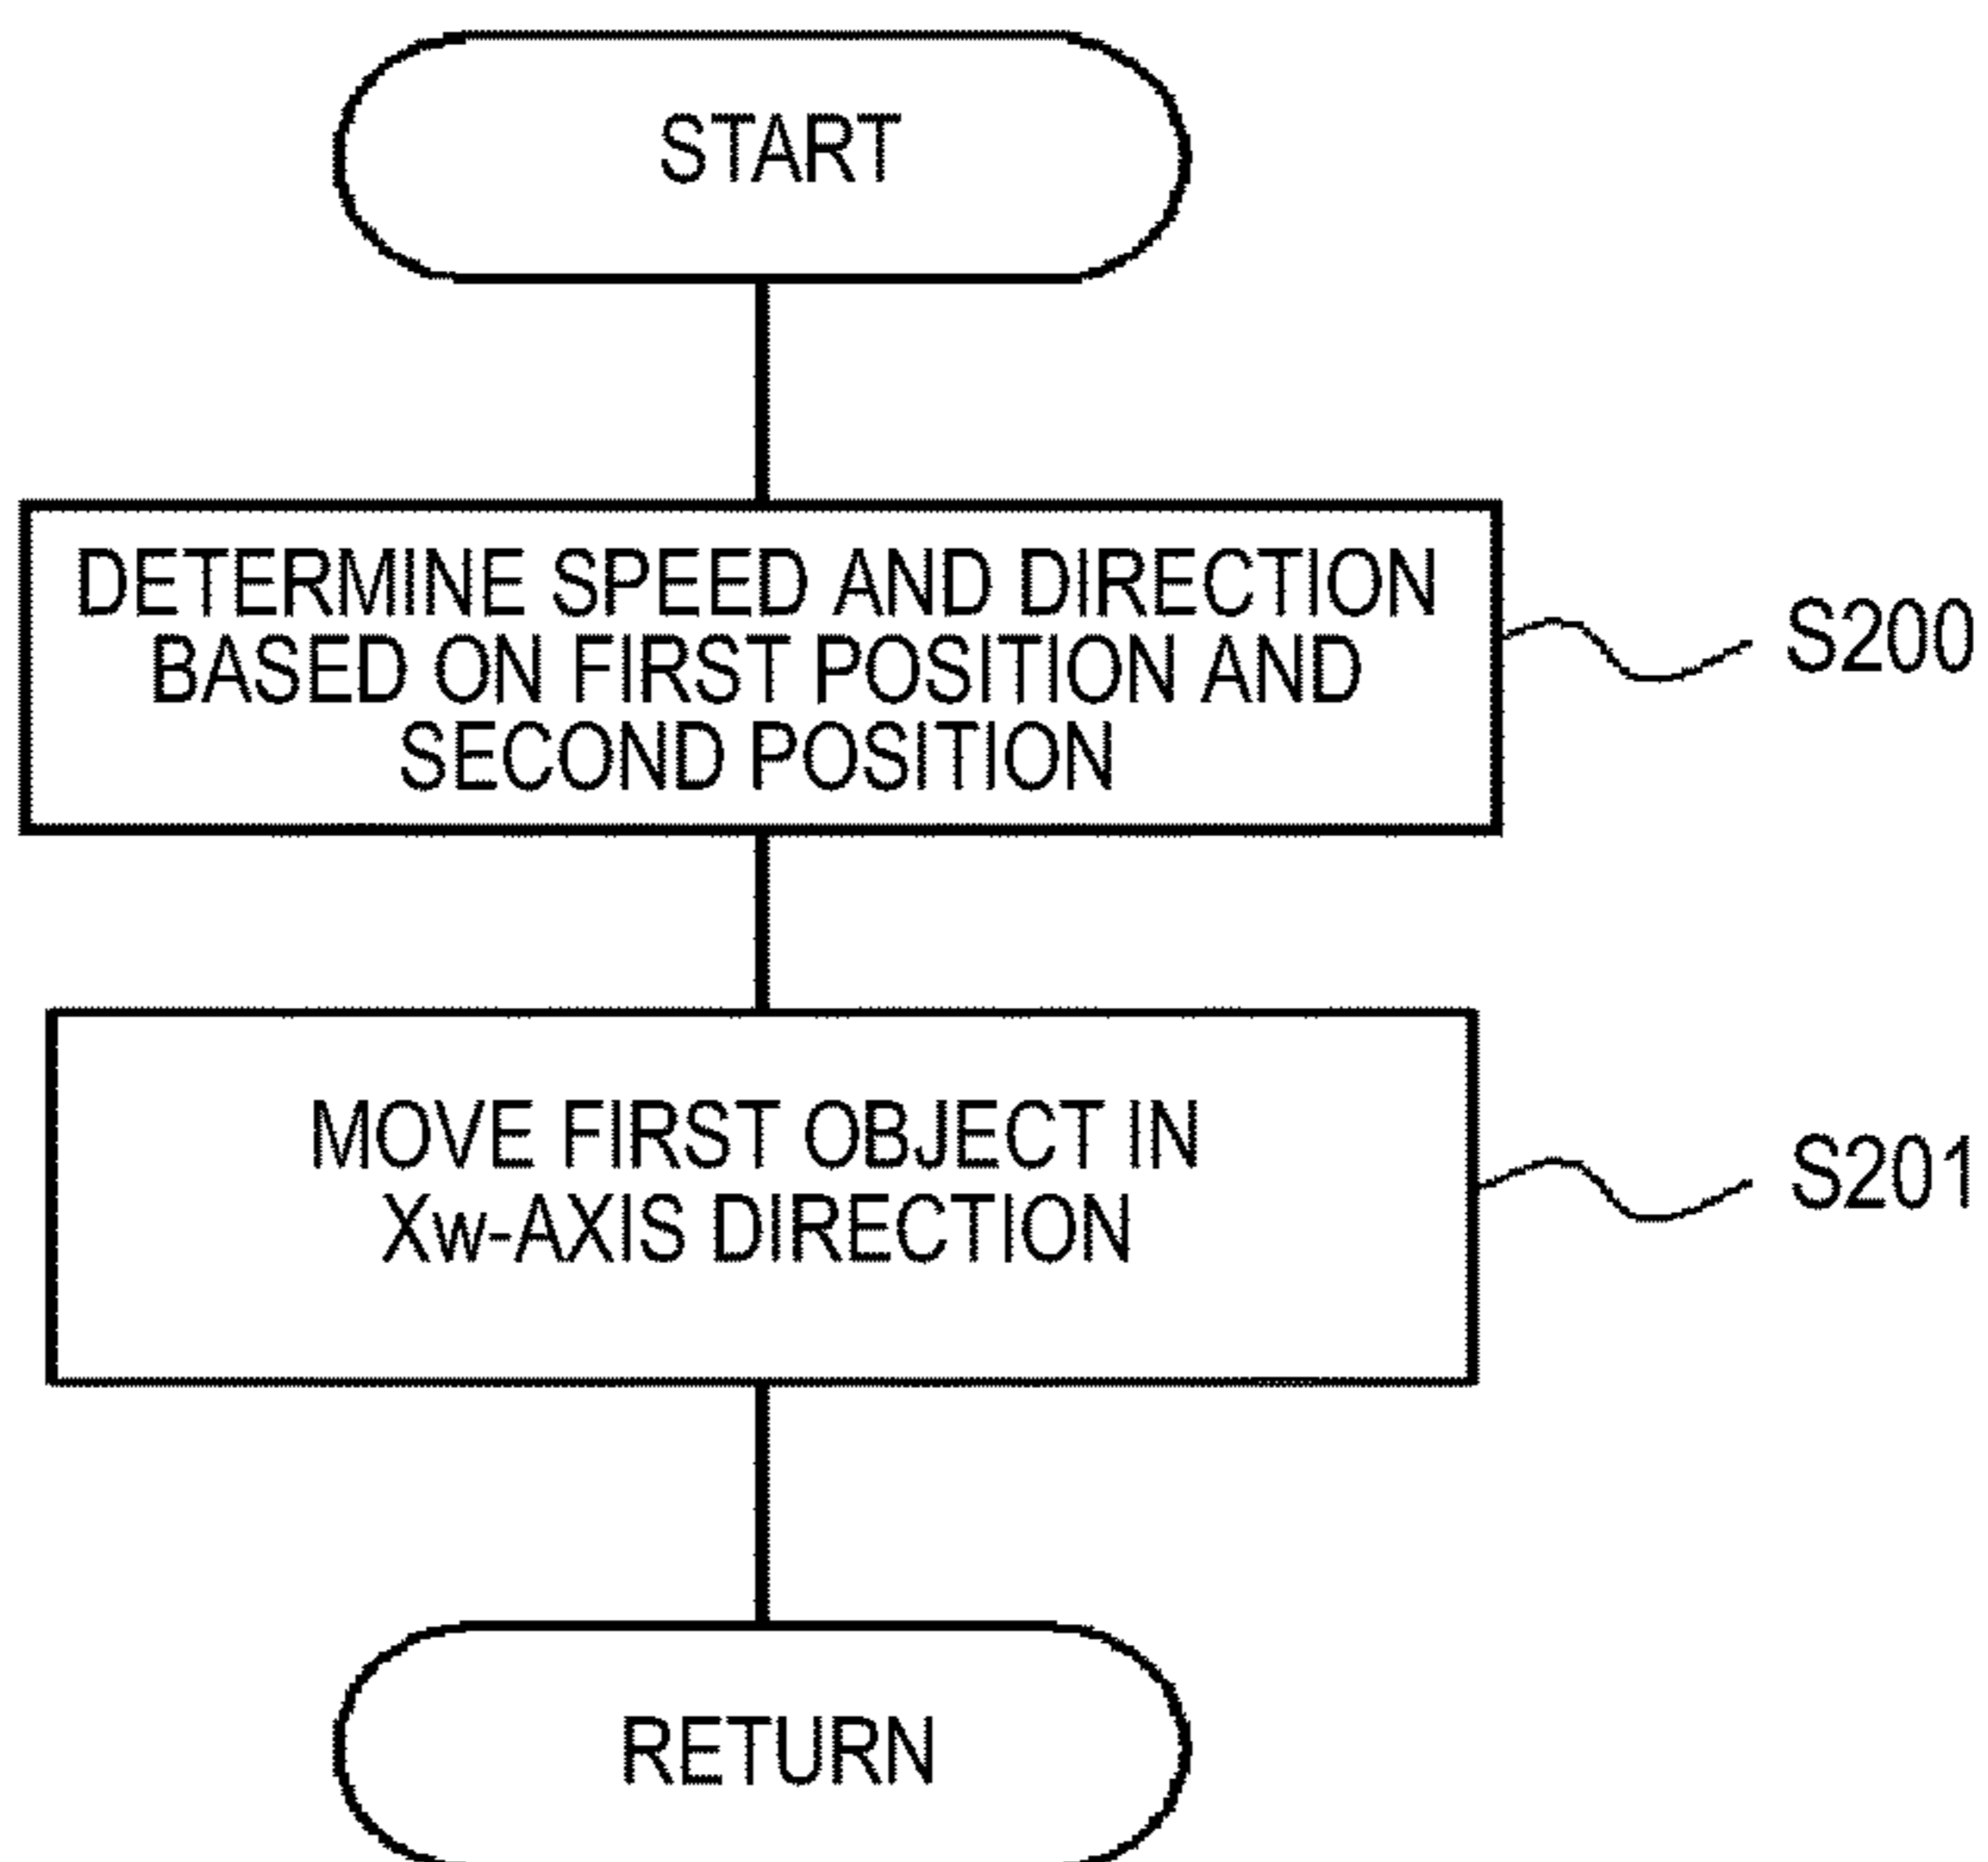 START
DETERMINE SPEED AND DIRECTION
BASED ON FIRST POSITION AND
SECOND POSITION
S200
MOVE FIRST OBJECT IN
Xw-AXIS DIRECTION
S201
RETURN